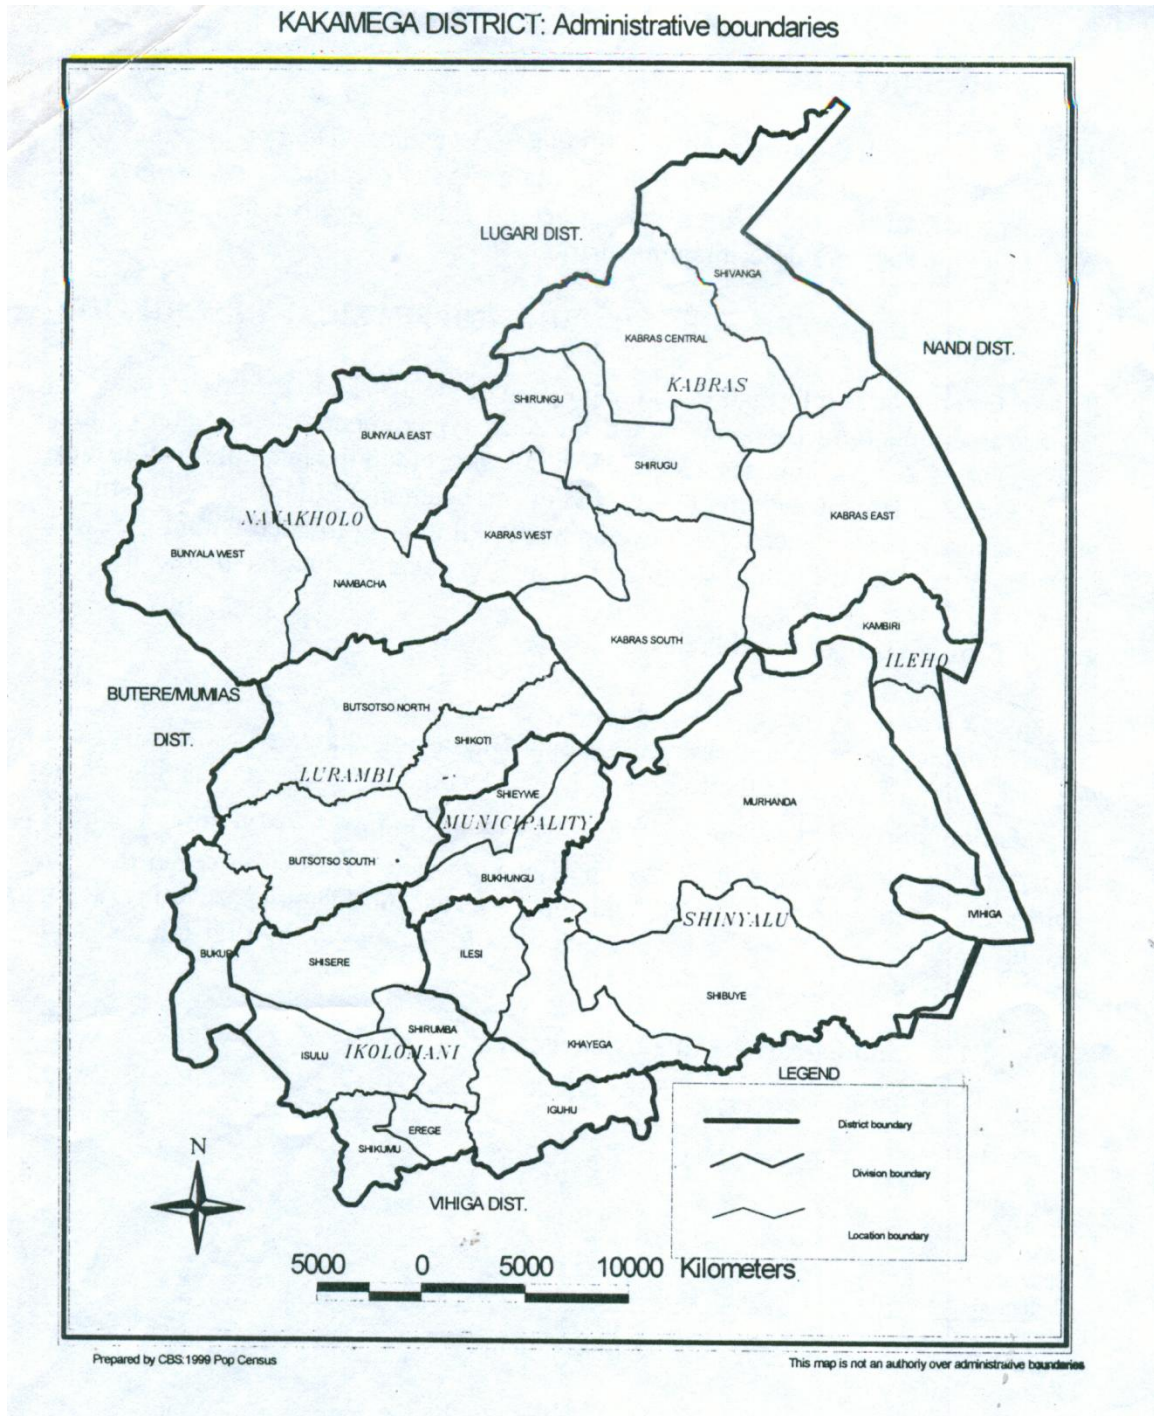 KAKAMEGA DISTRICT: Administrative boundaries
LUGARI DIST.
SHIVANGA
KABRAS CENTRAL
NANDI DIST.
KABRAS
SHIRUNGU
BUNYALA EAST
SHIRUGU
NAVAKHOLO
KABRAS EAST
KABRAS WEST
BUNYALA WEST
NAMBACHA
KAMBIRI
KABRAS SOUTH
ILEHO
BUTERE/MUMIAS
DIST.
BUTSOTSO NORTH
SHIKOTI
LURAMBI
SHIEYWE
MURHANDA
MUNICIPALITY
BUTSOTSO SOUTH
BUKHUNGU
SHINYALU
IVIHIGA
BUKURA
SHISERE
ILESI
SHIBUYE
SHIRUMBA
ISULU
IKOLOMANI
KHAYEGA
IGUHU
EREGE
SHIKUMU
VIHIGA DIST.
N
LEGEND
District boundary
Division boundary
Location boundary
5000 0 5000 10000 Kilometers
Prepared by CBS:1999 Pop Census
This map is not an authoriy over administraive boundaries